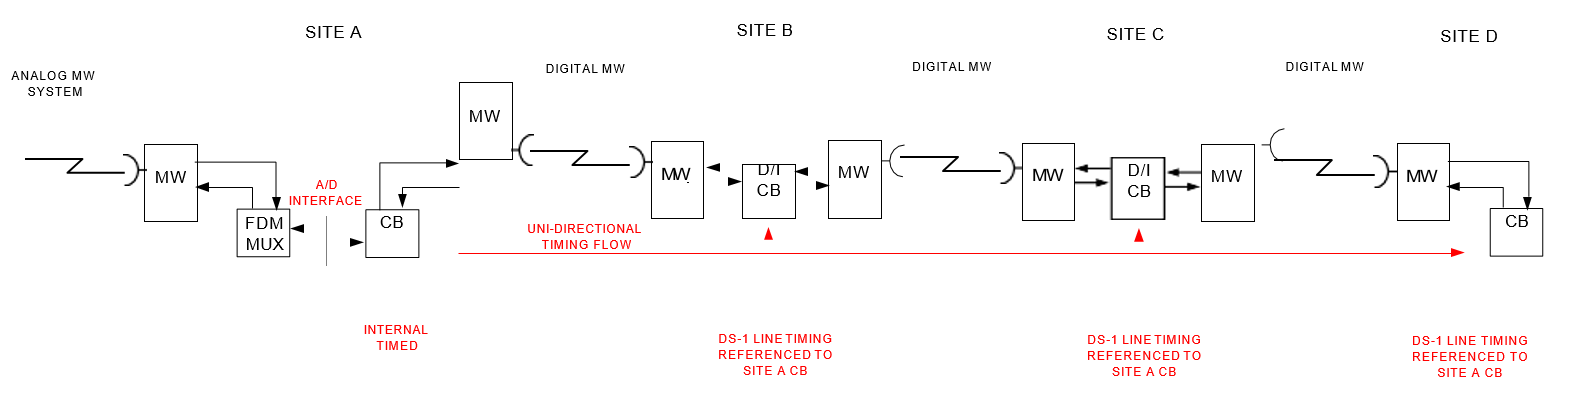 SITE A
SITE B
SITE C
SITE D
ANALOG MW
SYSTEM
DIGITAL MW
DIGITAL MW
DIGITAL MW
MW
MW
MW.
D/I
CB
MW
MW
D/I
CB
MW
MW
A/D
INTERFACE
FDM
MUX
CB
CB
UNI-DIRECTIONAL
TIMING FLOW
INTERNAL
TIMED
DS-1 LINE TIMING
REFERENCED TO
SITE A CB
DS-1 LINE TIMING
REFERENCED TO
SITE A CB
DS-1 LINE TIMING
REFERENCED TO
SITE A CB